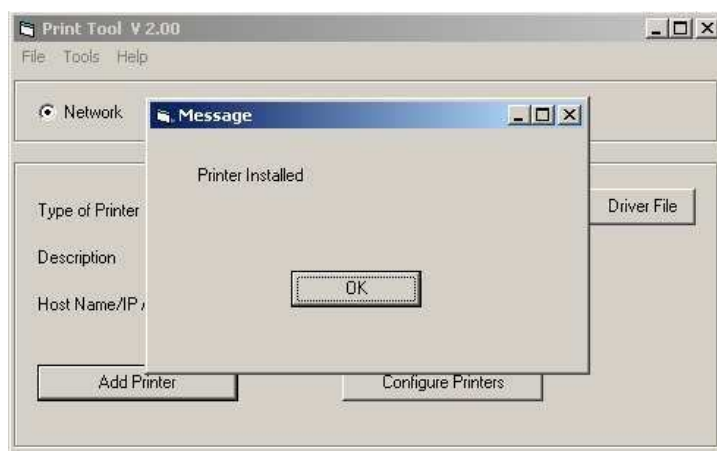 Print Tool V 2.00
File Tools Help
Network
Message
Printer Installed
Type of Printer
Driver File
Description
OK
Host Name/IP
Add Printer
Configure Printers